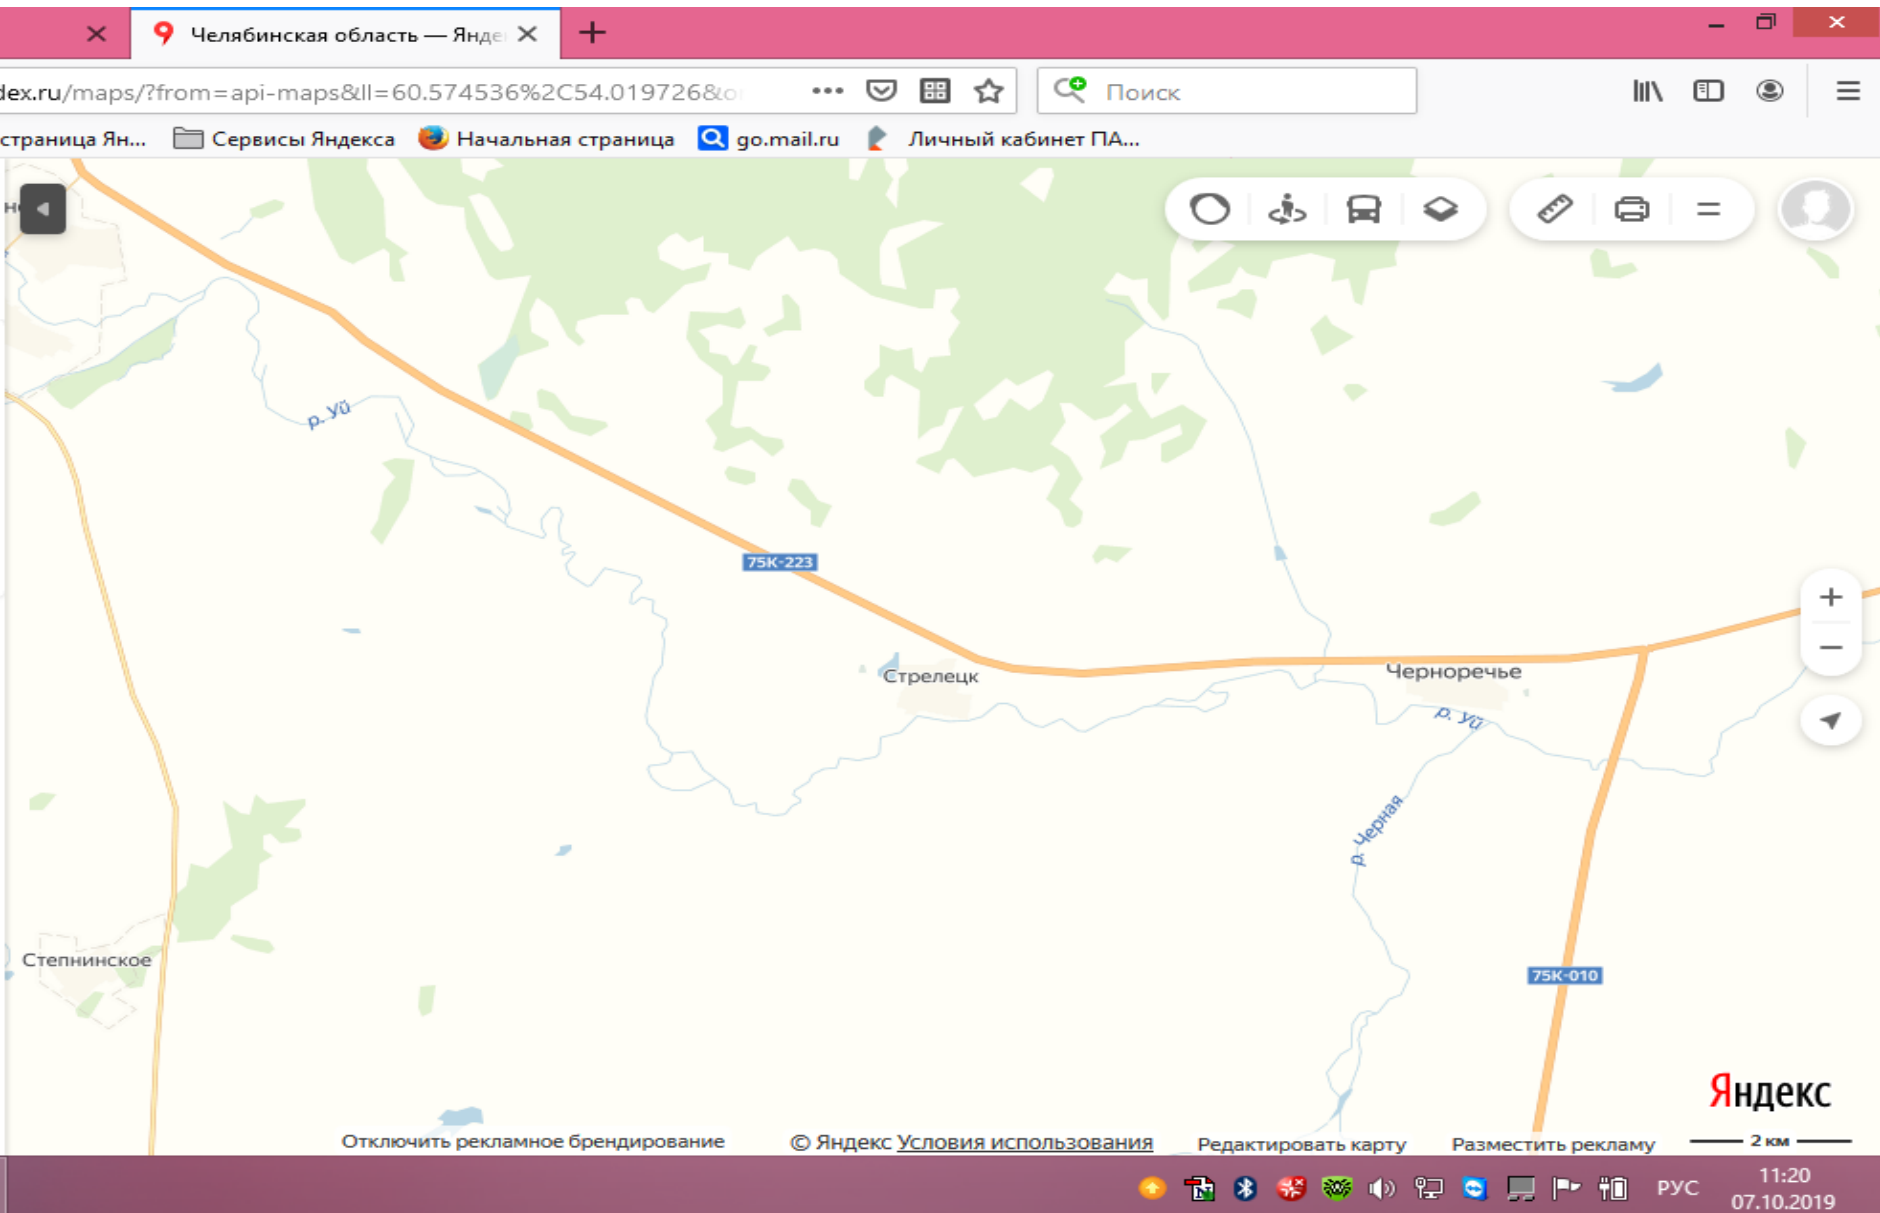 Челябинская область — Янде
dex.ru/maps/?from=api-maps&ll=60.574536%2C54.019726&o
Поиск
страница Ян...
Сервисы Яндекса
Начальная страница
go.mail.ru
Личный кабинет ПА...
р. Уй
75К-223
Стрелецк
Черноречье
р. Уй
р. Черная
Степнинское
75К-010
Яндекс
Отключить рекламное брендирование
© Яндекс Условия использования
Редактировать карту
Разместить рекламу
2 км
РУС
11:20
07.10.2019